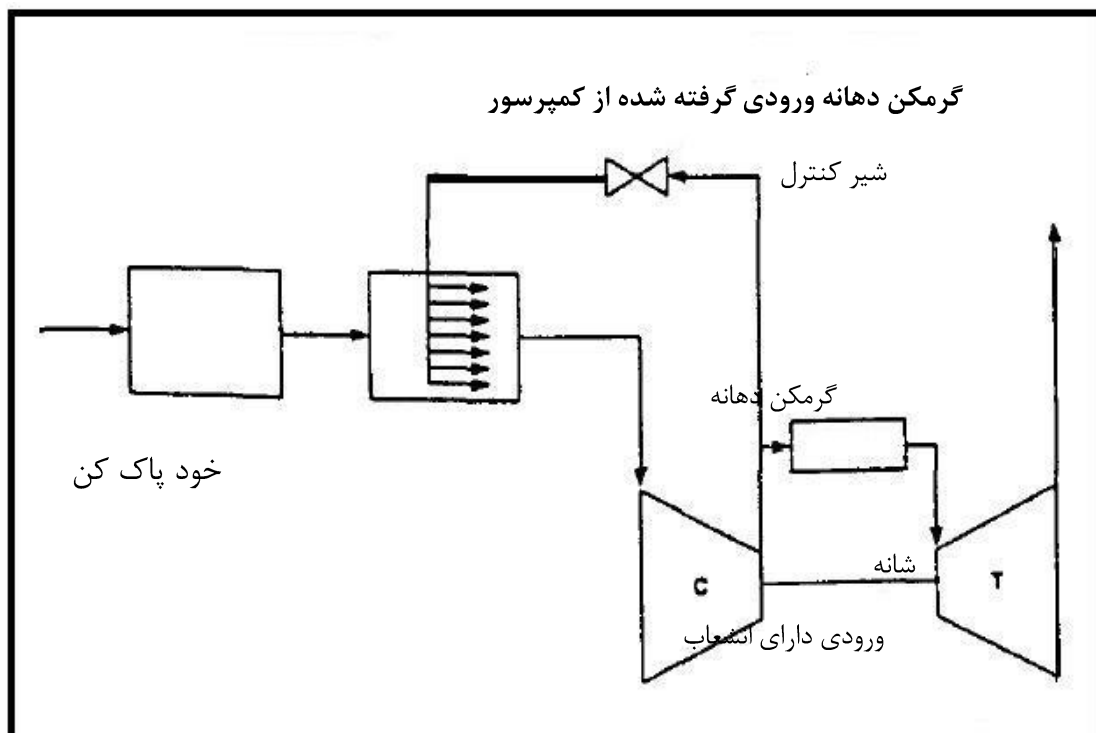 گرمکن دهانه ورودی گرفته شده از کمپرسور
شیر کنترل
گرمکن دهانه
خود پاک کن
شانه
C
T
ورودی دارای انشعاب